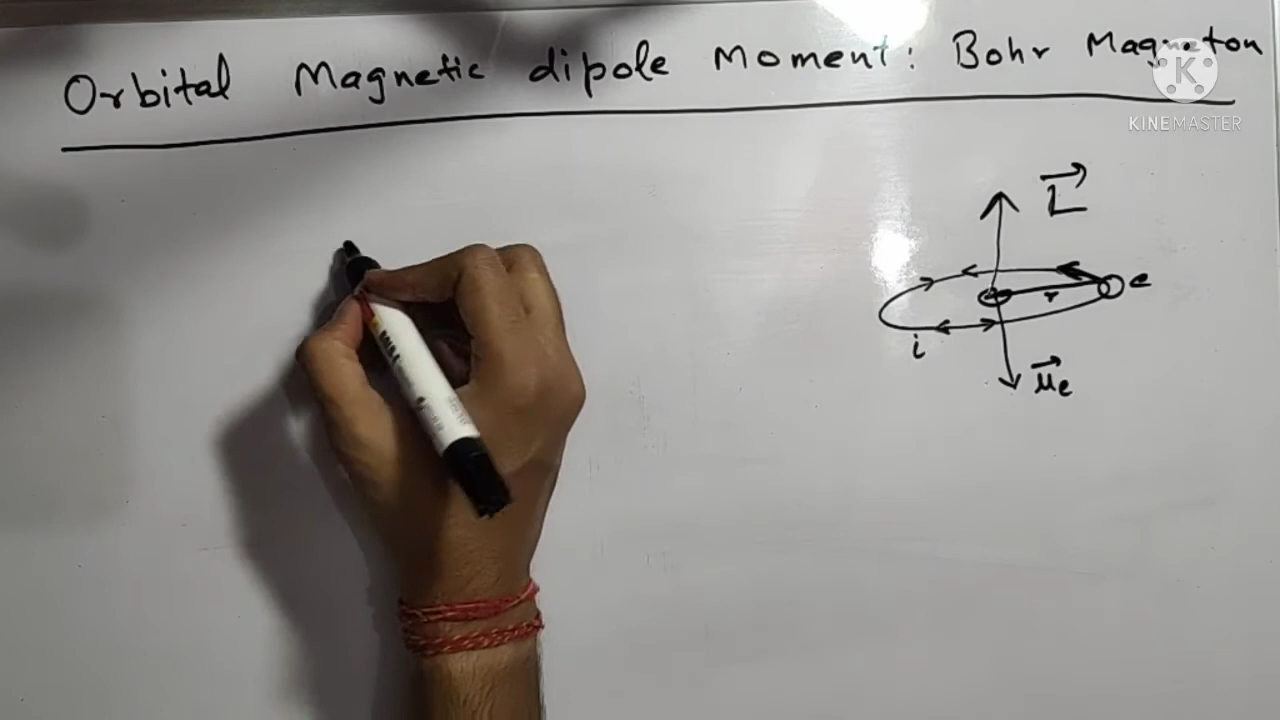 Orbital Magnetic dipole Moment: Bohr Magneton
K
KINEMASTER
L
e
r
i
μe